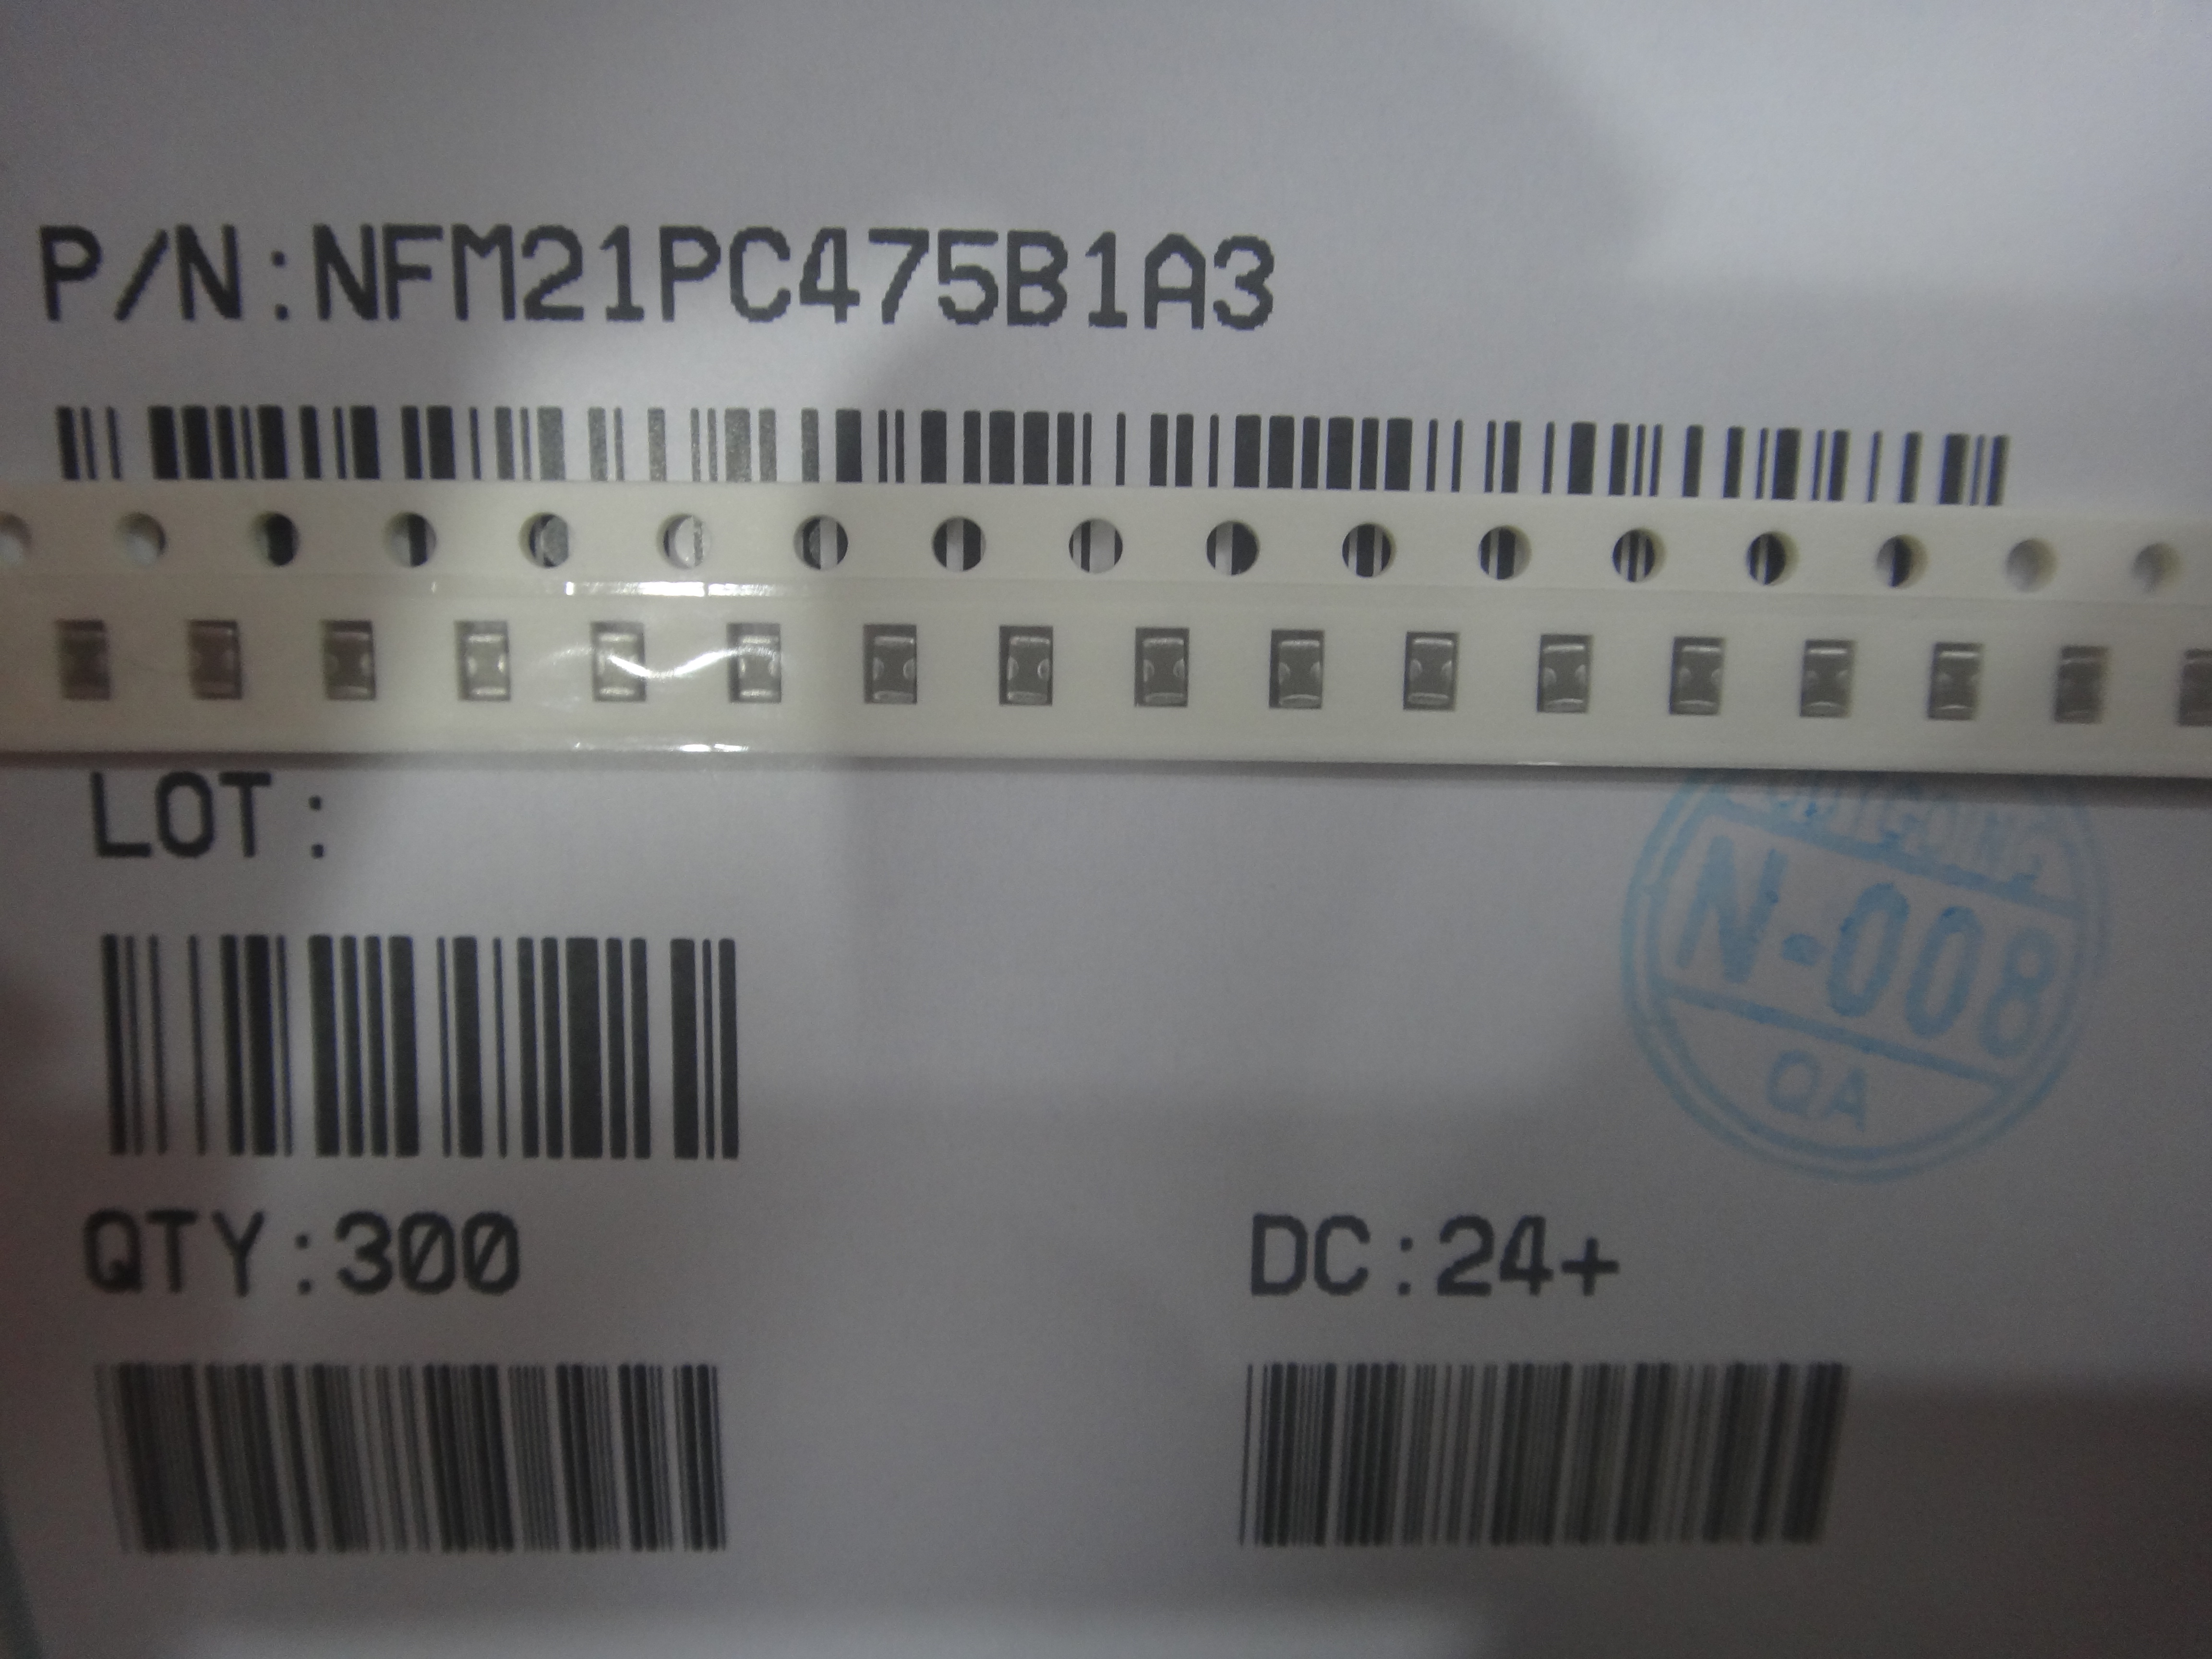 P/N:NFM21PC475B1A3
LOT:
N-008
QA
QTY:300
DC:24+